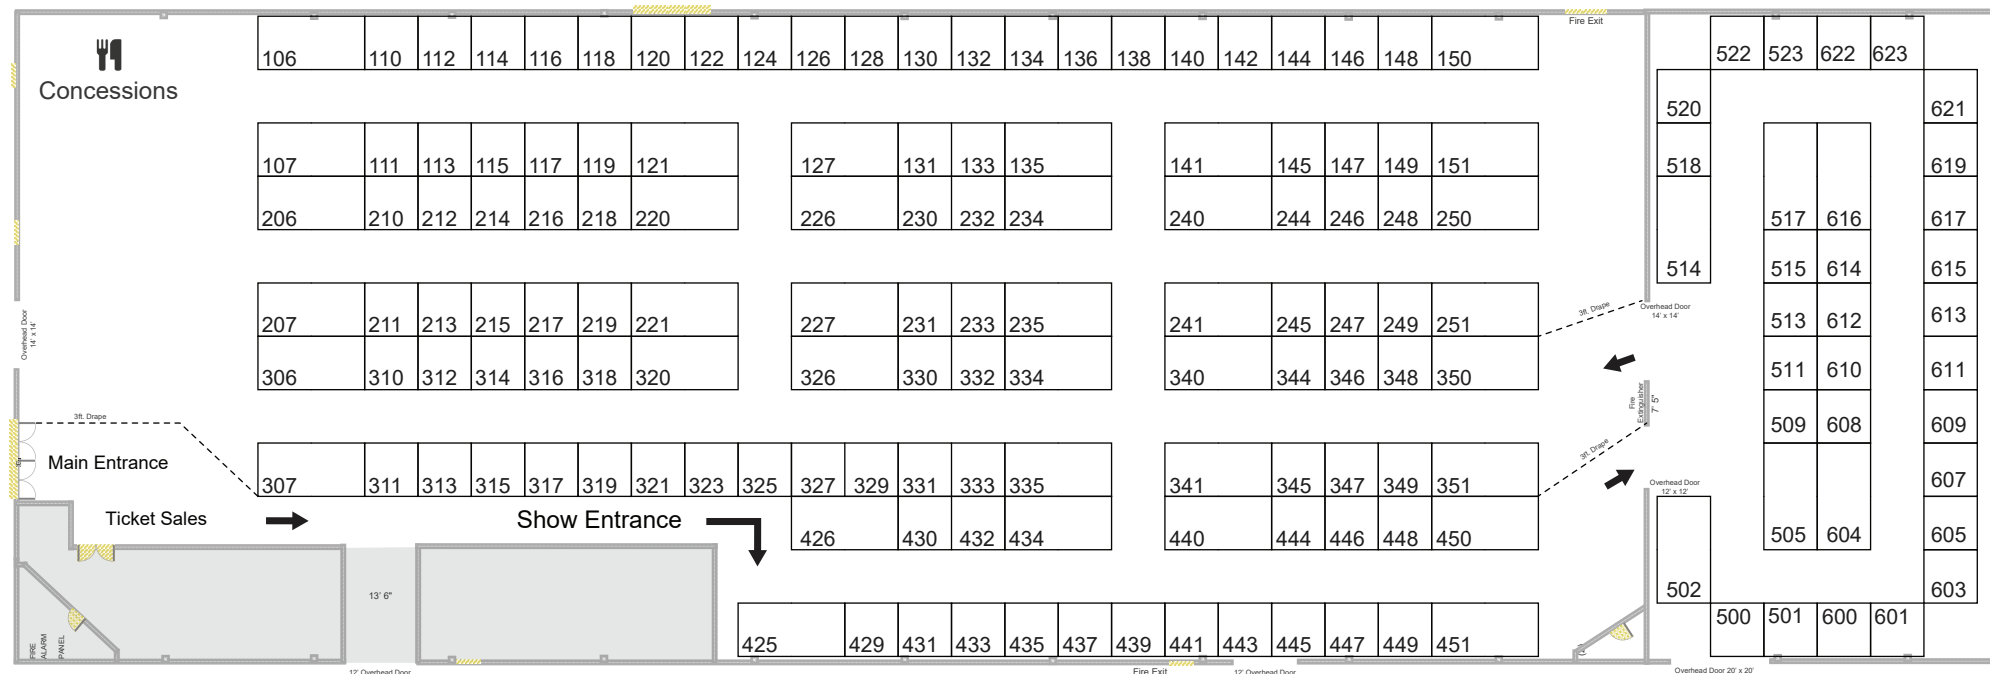 Fire Exit
106 110 112 114 116 118 120 122 124 126 128 130 132 134 136 138 140 142 144 146 148 150
522 523 622 623
Concessions
520 621
107 111 113 115 117 119 121 127 131 133 135 141 145 147 149 151
518 619
206 210 212 214 216 218 220 226 230 232 234 240 244 246 248 250
517 616 617
514 515 614 615
3ft. Drape
Overhead Door
14' x 14'
Overhead Door
14' x 14'
207 211 213 215 217 219 221 227 231 233 235 241 245 247 249 251
513 612 613
306 310 312 314 316 318 320 326 330 332 334 340 344 346 348 350
511 610 611
Fire
Extinguisher
7' 5"
3ft. Drape
509 608 609
3ft. Drape
Main Entrance
307 311 313 315 317 319 321 323 325 327 329 331 333 335 341 345 347 349 351
607
Overhead Door
12' x 12'
Ticket Sales
Show Entrance
426 430 432 434 440 444 446 448 450
505 604 605
502 603
13' 6"
500 501 600 601
FIRE
ALARM
PANEL
425 429 431 433 435 437 439 441 443 445 447 449 451
12' Overhead Door
Fire Exit
12' Overhead Door
Overhead Door 20' x 20'